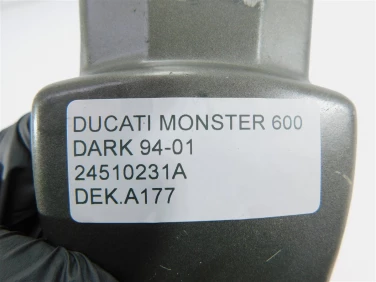 DUCATI MONSTER 600
DARK 94-01
24510231A
DEK.A177